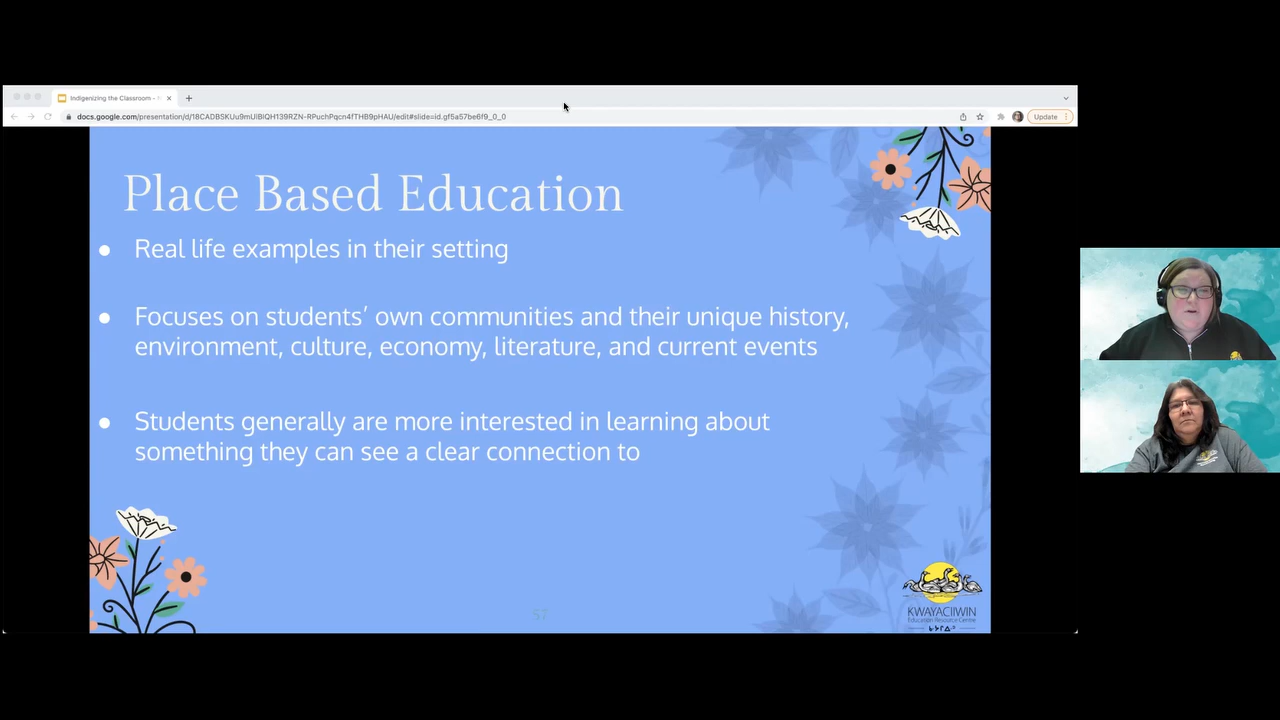 Indigenizing the Classroom -
docs.google.com/presentation/d/18CADBSKUu9mUiBIQH139RZN-RPuchPqcn4fTHB9pHAU/edit#slide=id.gf5a57be6f9_0_0
Update
Place Based Education
● Real life examples in their setting
● Focuses on students’ own communities and their unique history,
environment, culture, economy, literature, and current events
● Students generally are more interested in learning about
something they can see a clear connection to
57
KWAYACIIWIN
Education Resource Centre